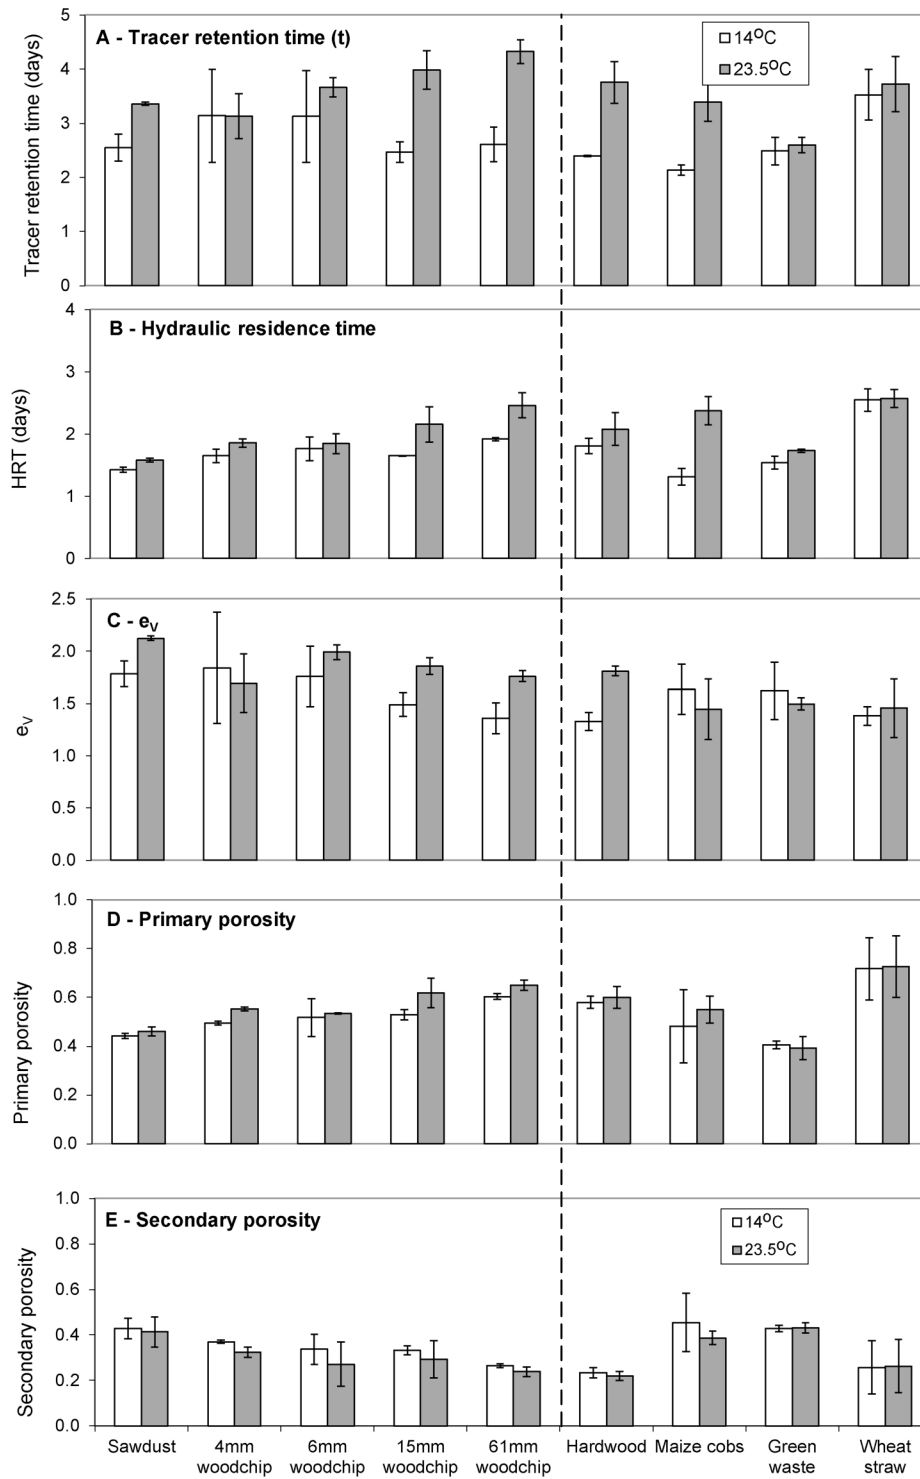 A - Tracer retention time (t)
14°C
23.5°C
Tracer retention time (days)
5
4
3
2
1
0
B - Hydraulic residence time
HRT (days)
4
3
2
1
0
C - eV
eV
2.5
2.0
1.5
1.0
0.5
0.0
D - Primary porosity
Primary porosity
1.0
0.8
0.6
0.4
0.2
0.0
E - Secondary porosity
14°C
23.5°C
Secondary porosity
1.0
0.8
0.6
0.4
0.2
0.0
Sawdust
4mm
woodchip
6mm
woodchip
15mm
woodchip
61mm
woodchip
Hardwood
Maize cobs
Green
waste
Wheat
straw